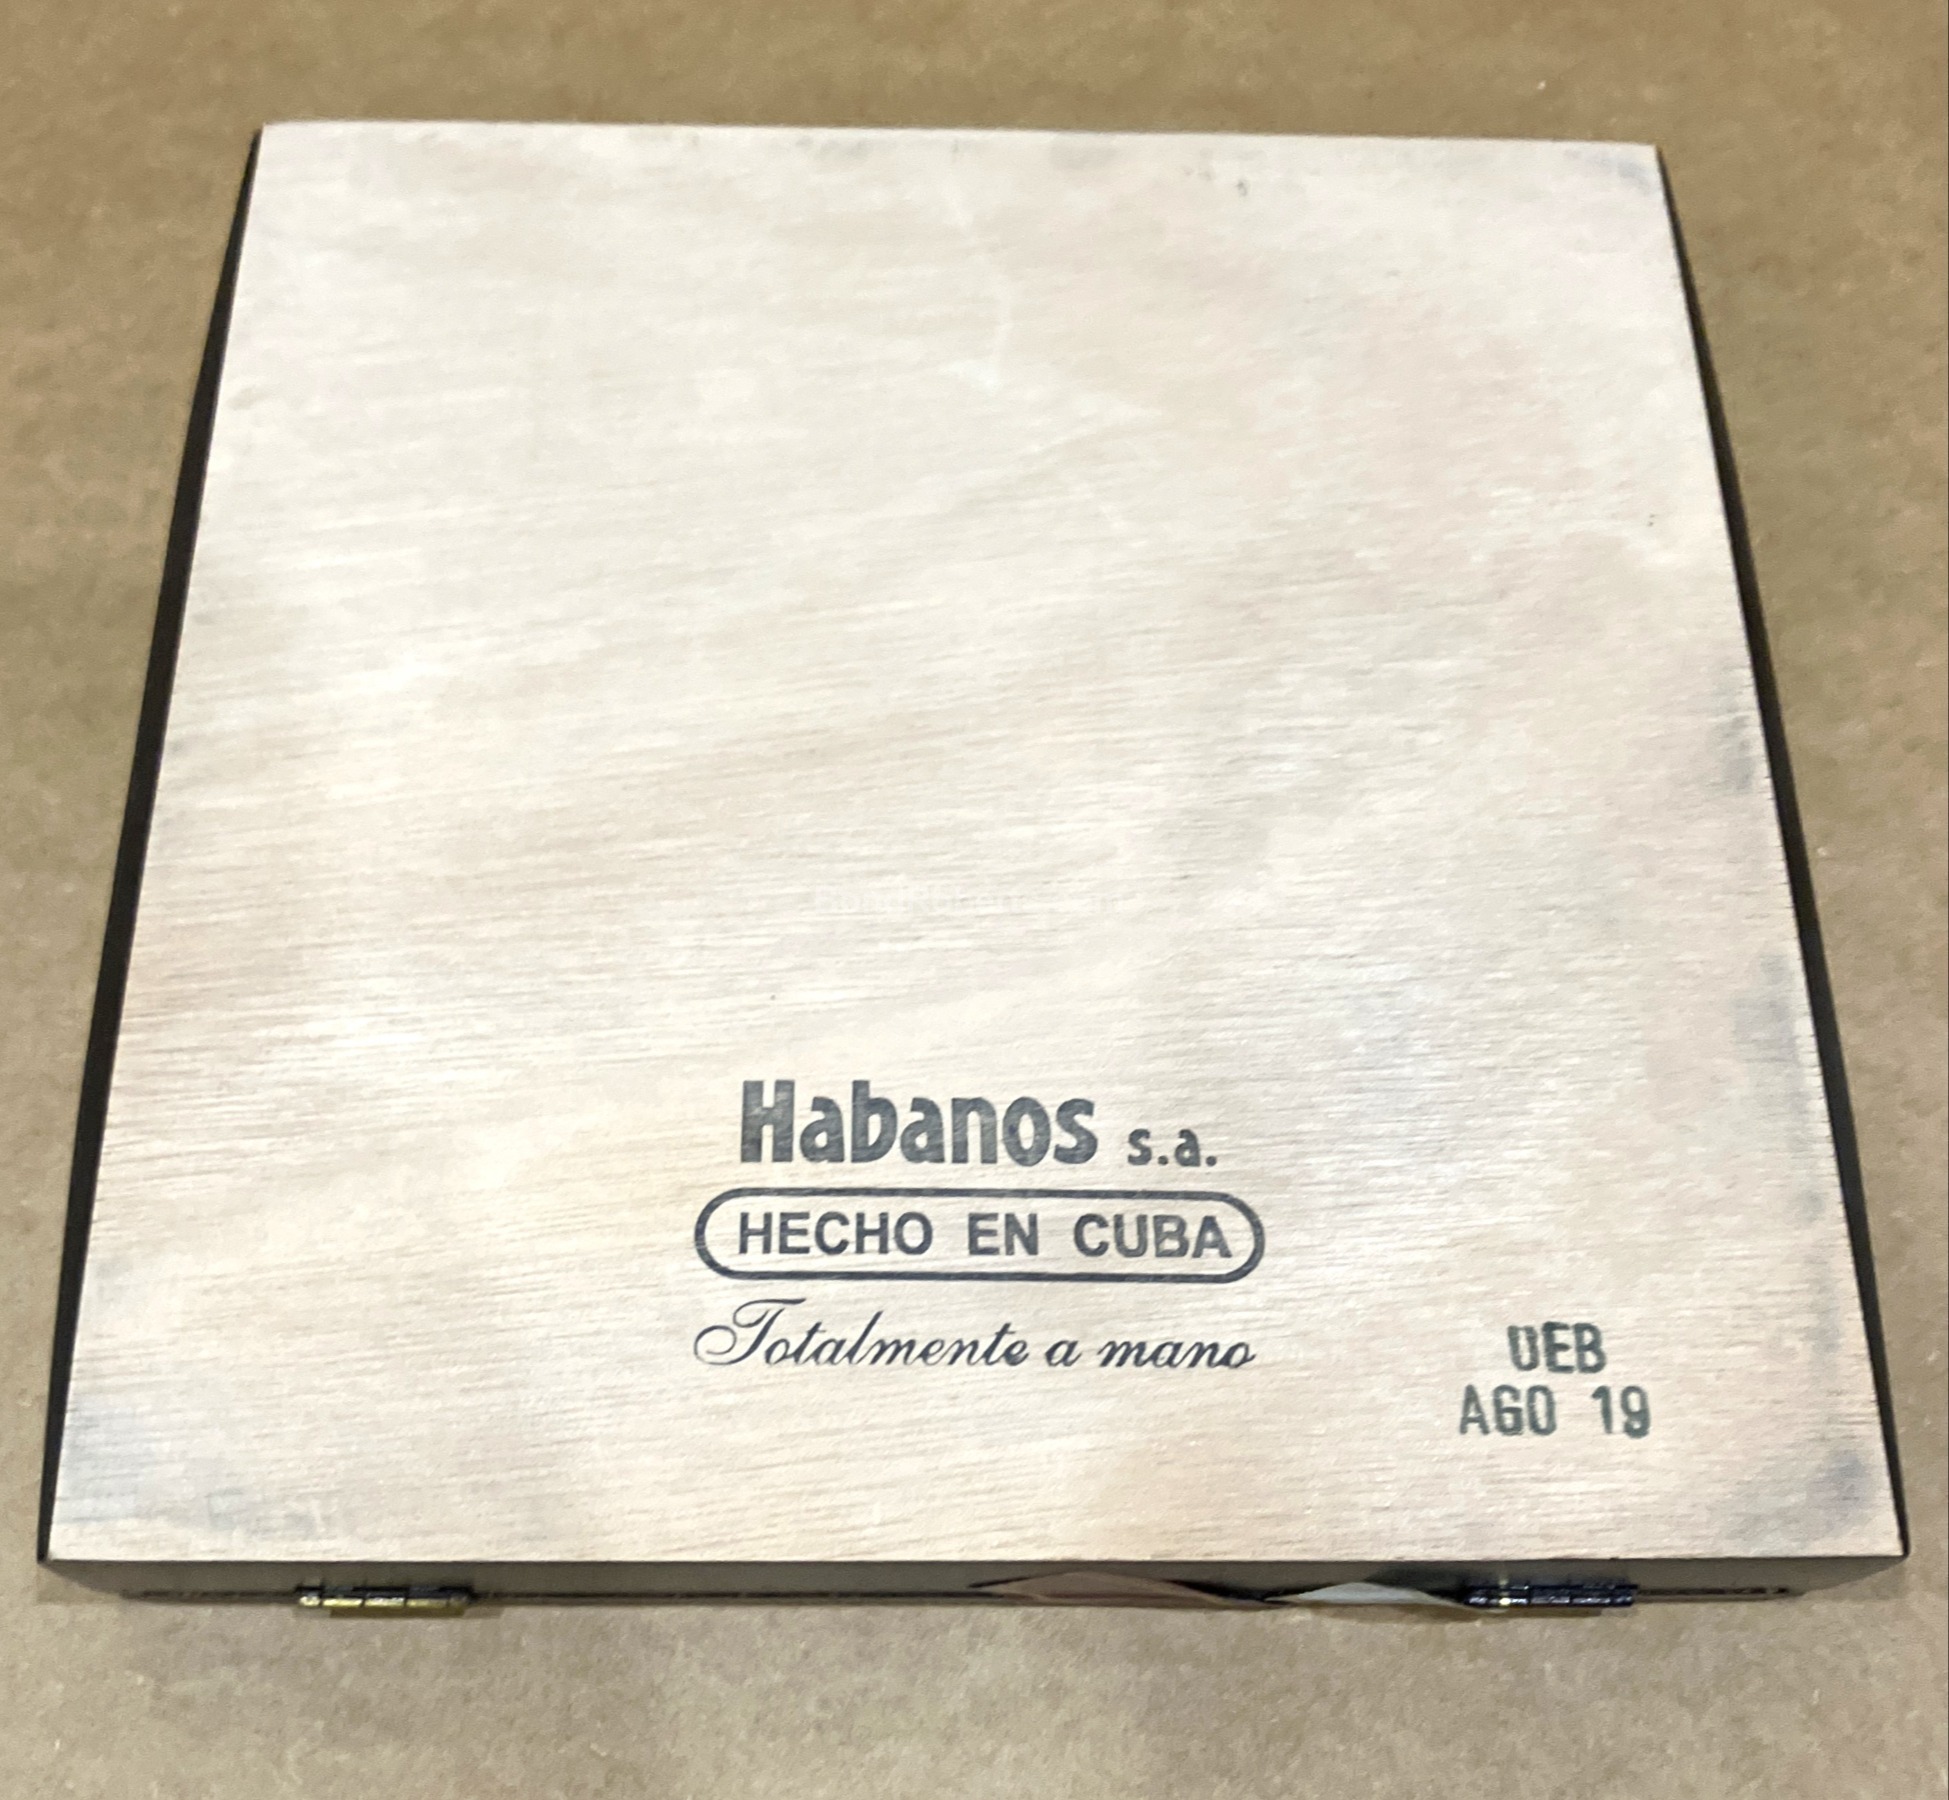 Habanos s.a.
HECHO EN CUBA
Totalmente a mano
UEB
AGO 19